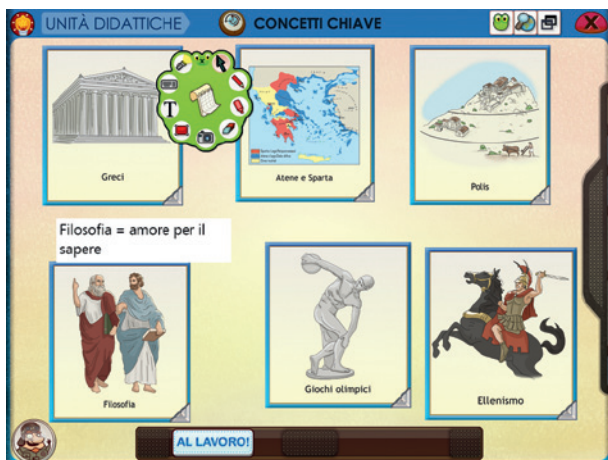 UNITÀ DIDATTICHE
CONCETTI CHIAVE
T
Greci
Atene e Sparta
Polis
Filosofia = amore per il
sapere
Filosofia
Giochi olimpici
Ellenismo
AL LAVORO!